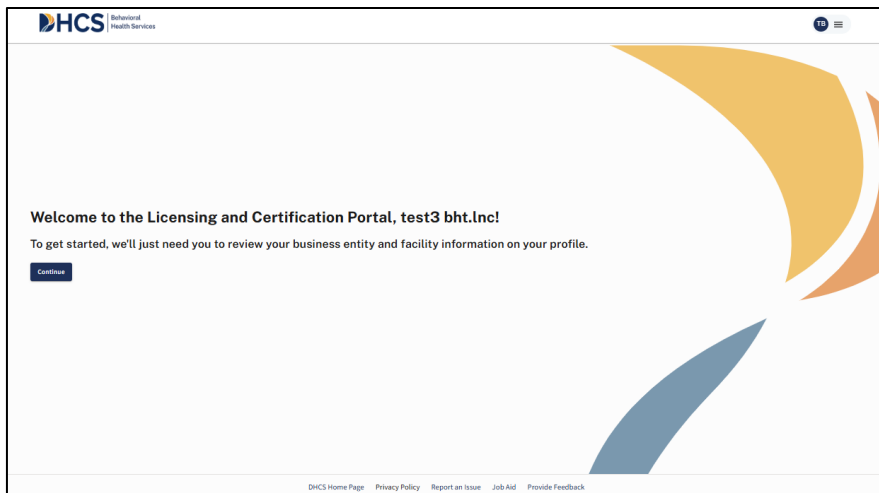 DHCS Behavioral
Health Services
TB
Welcome to the Licensing and Certification Portal, test3 bht.lnc!
To get started, we'll just need you to review your business entity and facility information on your profile.
Continue
DHCS Home Page Privacy Policy Report an Issue Job Aid Provide Feedback